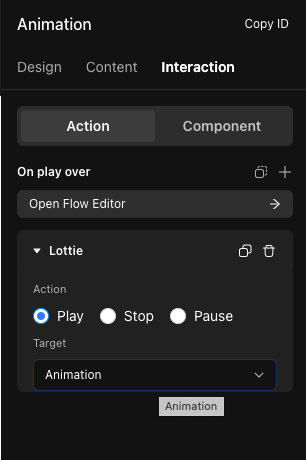 Animation
Copy ID
Design
Content
Interaction
Action
Component
On play over
Open Flow Editor
Lottie
Action
Play
Stop
Pause
Target
Animation
Animation